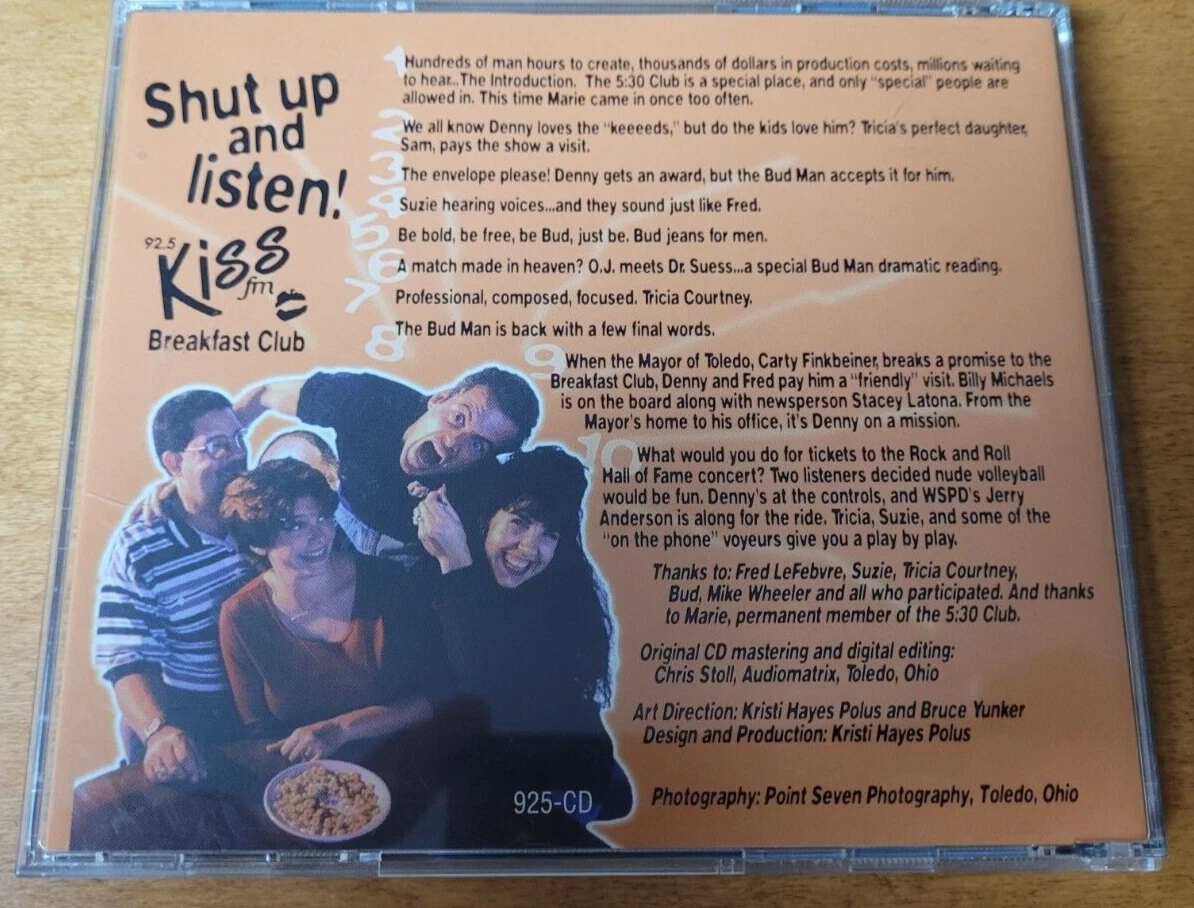 Shut up
and
listen!
92.5
Kiss
fm
Breakfast Club
1 Hundreds of man hours to create, thousands of dollars in production costs, millions waiting
to hear...The Introduction. The 5:30 Club is a special place, and only "special" people are
allowed in. This time Marie came in once too often.
2 We all know Denny loves the "keeeeds," but do the kids love him? Tricia's perfect daughter,
Sam, pays the show a visit.
3 The envelope please! Denny gets an award, but the Bud Man accepts it for him.
4 Suzie hearing voices...and they sound just like Fred.
5 Be bold, be free, be Bud, just be. Bud jeans for men.
6 A match made in heaven? O.J. meets Dr. Suess...a special Bud Man dramatic reading.
7 Professional, composed, focused. Tricia Courtney.
8 The Bud Man is back with a few final words.
9 When the Mayor of Toledo, Carty Finkbeiner, breaks a promise to the
Breakfast Club, Denny and Fred pay him a "friendly" visit. Billy Michaels
is on the board along with newsperson Stacey Latona. From the
Mayor's home to his office, it's Denny on a mission.
10 What would you do for tickets to the Rock and Roll
Hall of Fame concert? Two listeners decided nude volleyball
would be fun. Denny's at the controls, and WSPD's Jerry
Anderson is along for the ride. Tricia, Suzie, and some of the
"on the phone" voyeurs give you a play by play.
Thanks to: Fred LeFebvre, Suzie, Tricia Courtney,
Bud, Mike Wheeler and all who participated. And thanks
to Marie, permanent member of the 5:30 Club.
Original CD mastering and digital editing:
Chris Stoll, Audiomatrix, Toledo, Ohio
Art Direction: Kristi Hayes Polus and Bruce Yunker
Design and Production: Kristi Hayes Polus
Photography: Point Seven Photography, Toledo, Ohio
925-CD